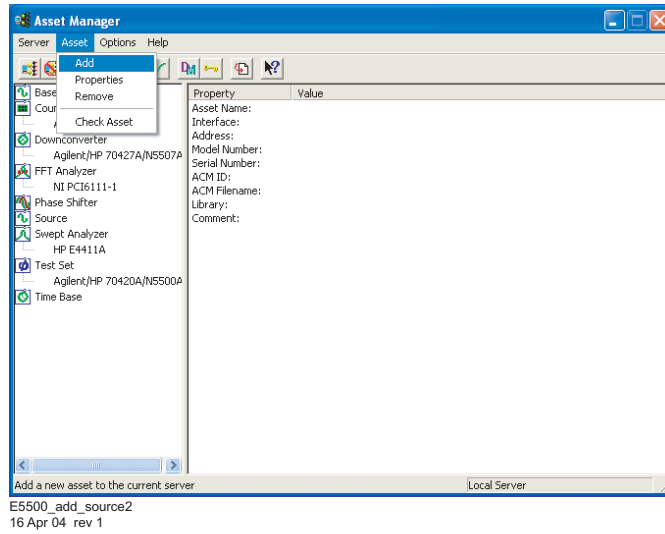 Asset Manager
Server Asset Options Help
Add
Properties
Remove
Check Asset
DM
Base
Cour
Downconverter
Agilent/HP 70427A/N5507A
FFT Analyzer
NI PCI6111-1
Phase Shifter
Source
Swept Analyzer
HP E4411A
Test Set
Agilent/HP 70420A/N5500A
Time Base
Property Value
Asset Name:
Interface:
Address:
Model Number:
Serial Number:
ACM ID:
ACM Filename:
Library:
Comment:
Add a new asset to the current server
Local Server
E5500_add_source2
16 Apr 04 rev 1